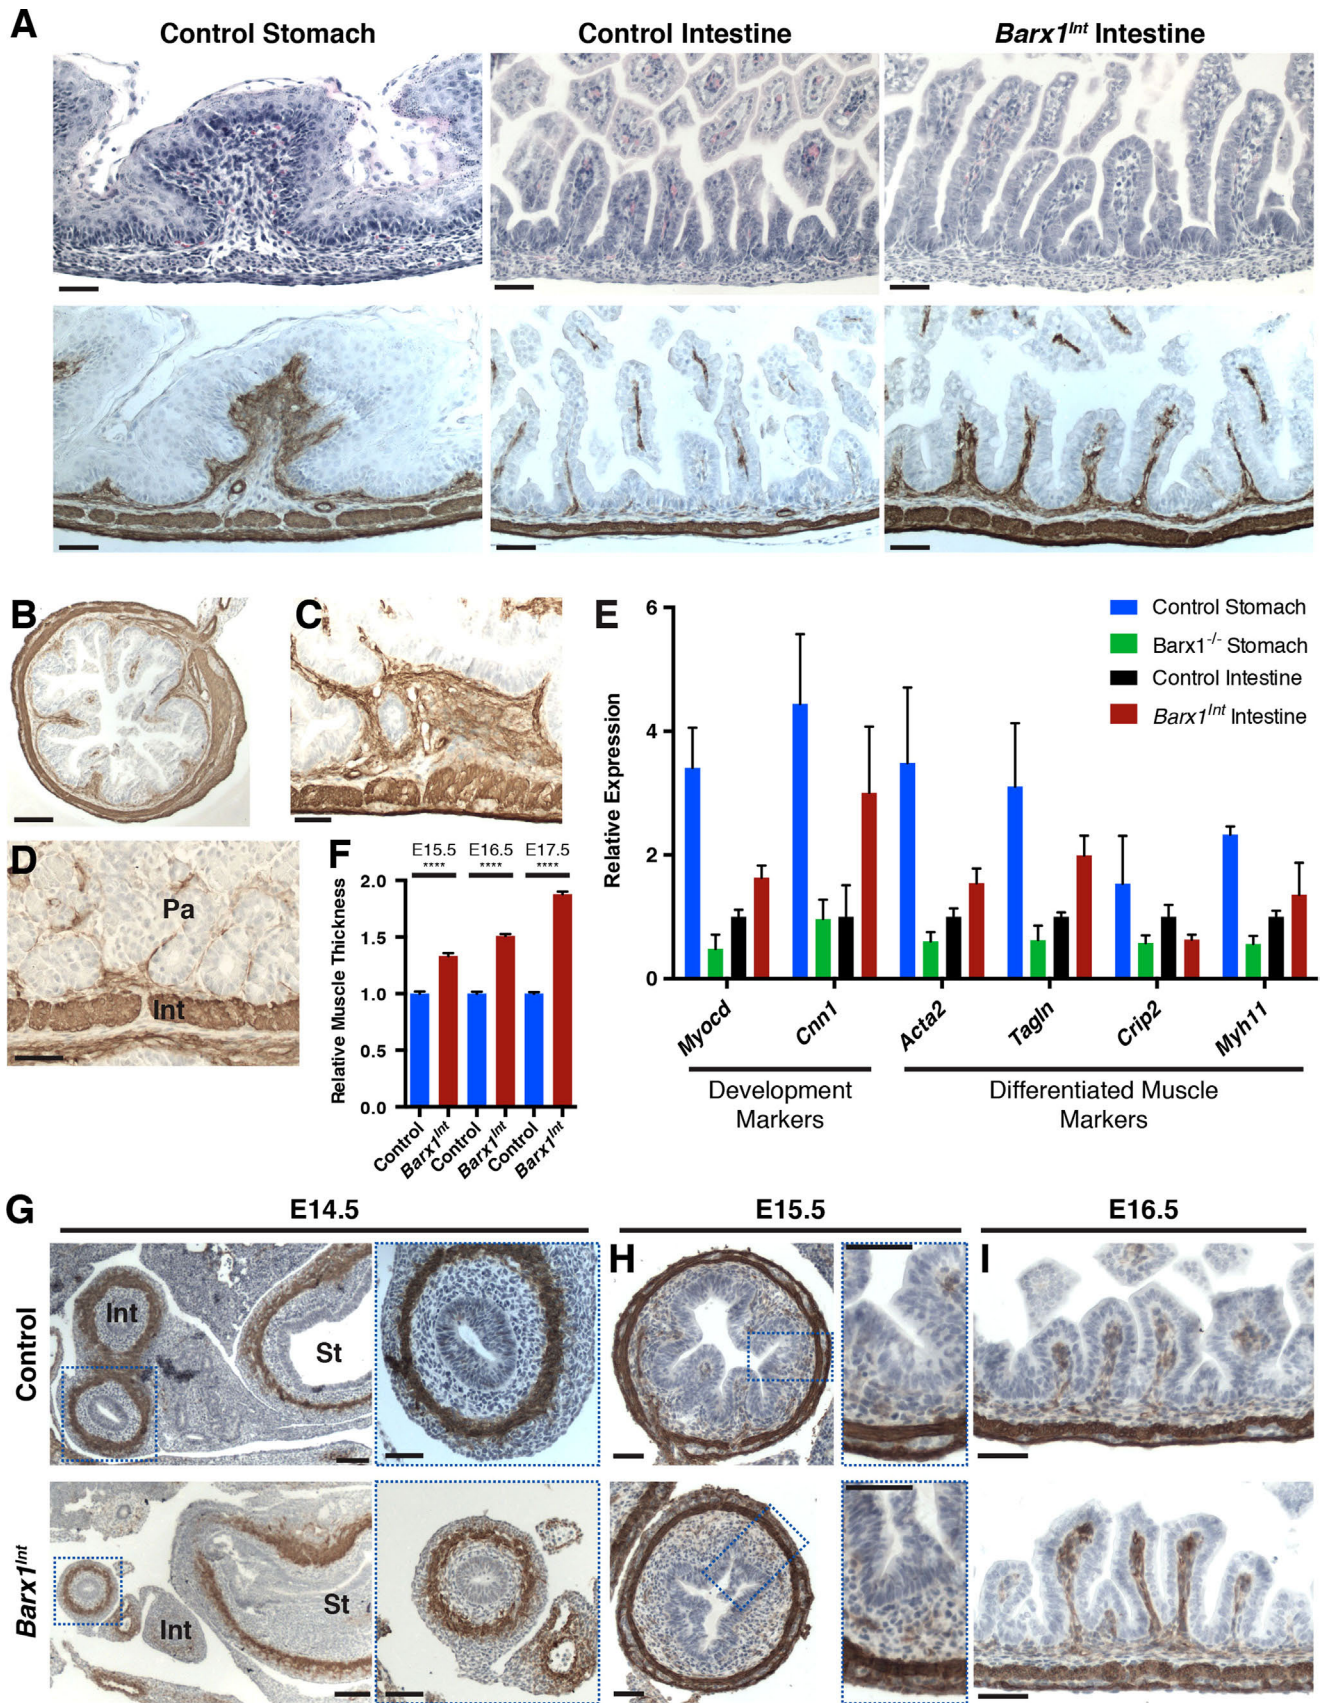 A
Control Stomach
Control Intestine
Barx1Int Intestine
B
C
D
Pa
Int
E
6
4
2
0
Relative Expression
Control Stomach
Barx1-/- Stomach
Control Intestine
Barx1Int Intestine
Myocd
Cnn1
Acta2
Tagln
Crip2
Myh11
Development
Markers
Differentiated Muscle
Markers
F
E15.5 E16.5 E17.5
**** **** ****
2.0
1.5
1.0
0.5
0.0
Relative Muscle Thickness
Control
Barx1Int
Control
Barx1Int
Control
Barx1Int
G
E14.5
E15.5
E16.5
H
I
Control
Int
St
Barx1Int
Int
St